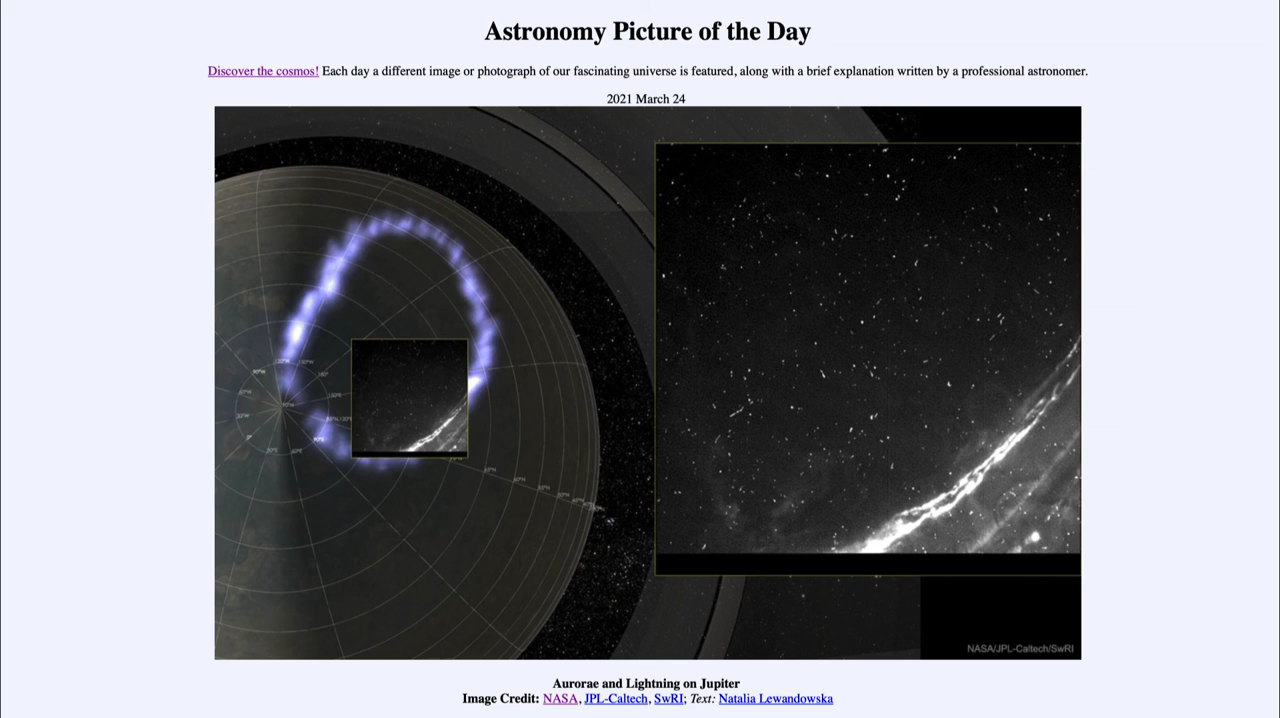 Astronomy Picture of the Day
Discover the cosmos! Each day a different image or photograph of our fascinating universe is featured, along with a brief explanation written by a professional astronomer.
2021 March 24
NASA/JPL-Caltech/SwRI
Aurorae and Lightning on Jupiter
Image Credit: NASA, JPL-Caltech, SwRI; Text: Natalia Lewandowska